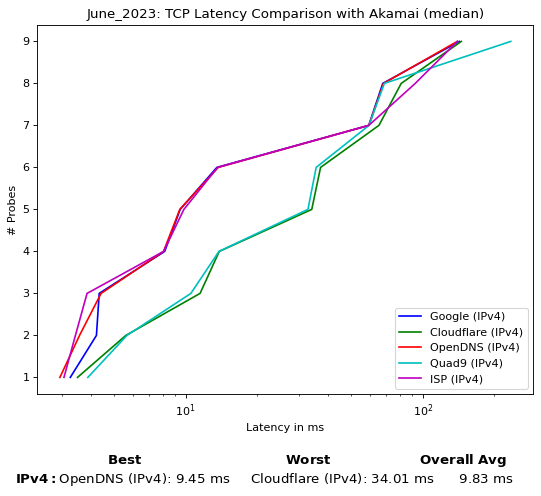 June_2023: TCP Latency Comparison with Akamai (median)
9
8
7
6
5
4
3
2
1
# Probes
Google (IPv4)
Cloudflare (IPv4)
OpenDNS (IPv4)
Quad9 (IPv4)
ISP (IPv4)
10¹ 10²
Latency in ms
Best Worst Overall Avg
IPv4: OpenDNS (IPv4): 9.45 ms Cloudflare (IPv4): 34.01 ms 9.83 ms